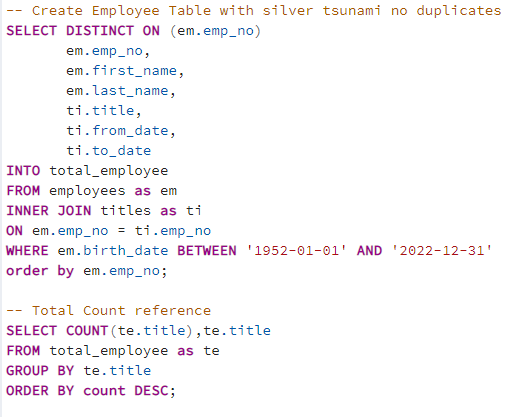 -- Create Employee Table with silver tsunami no duplicates
SELECT DISTINCT ON (em.emp_no)
em.emp_no,
em.first_name,
em.last_name,
ti.title,
ti.from_date,
ti.to_date
INTO total_employee
FROM employees as em
INNER JOIN titles as ti
ON em.emp_no = ti.emp_no
WHERE em.birth_date BETWEEN '1952-01-01' AND '2022-12-31'
order by em.emp_no;
-- Total Count reference
SELECT COUNT(te.title),te.title
FROM total_employee as te
GROUP BY te.title
ORDER BY count DESC;